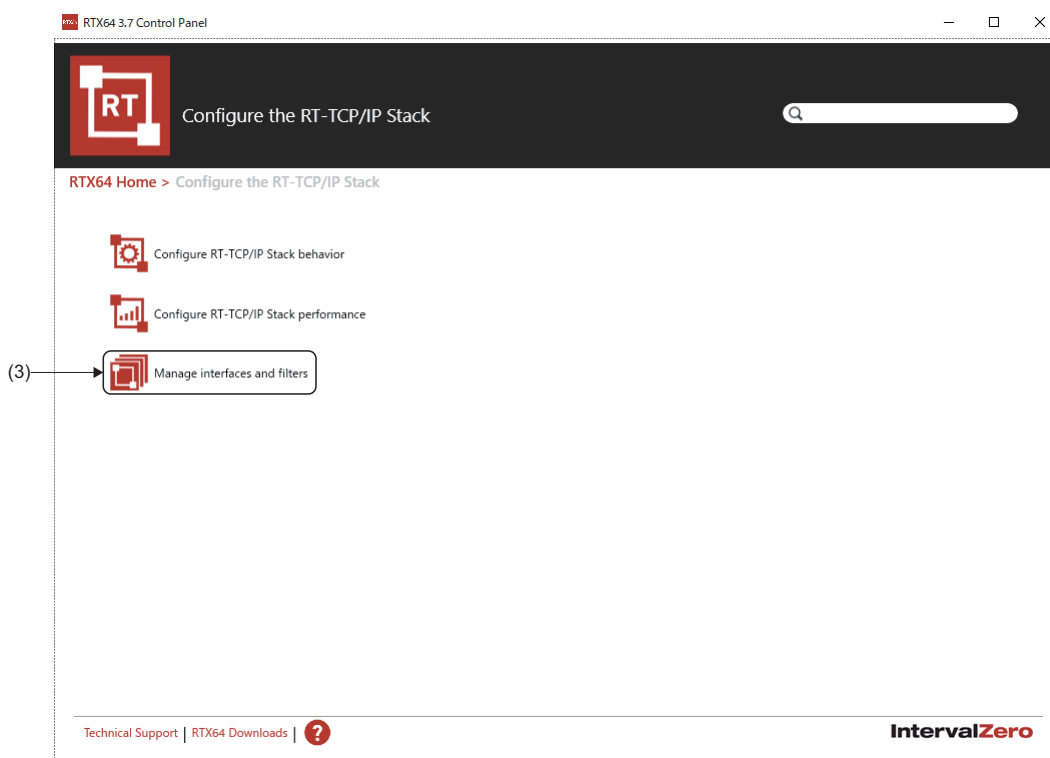 RTX64 3.7 Control Panel
RT
Configure the RT-TCP/IP Stack
RTX64 Home > Configure the RT-TCP/IP Stack
Configure RT-TCP/IP Stack behavior
Configure RT-TCP/IP Stack performance
(3)
Manage interfaces and filters
Technical Support | RTX64 Downloads | ?
IntervalZero